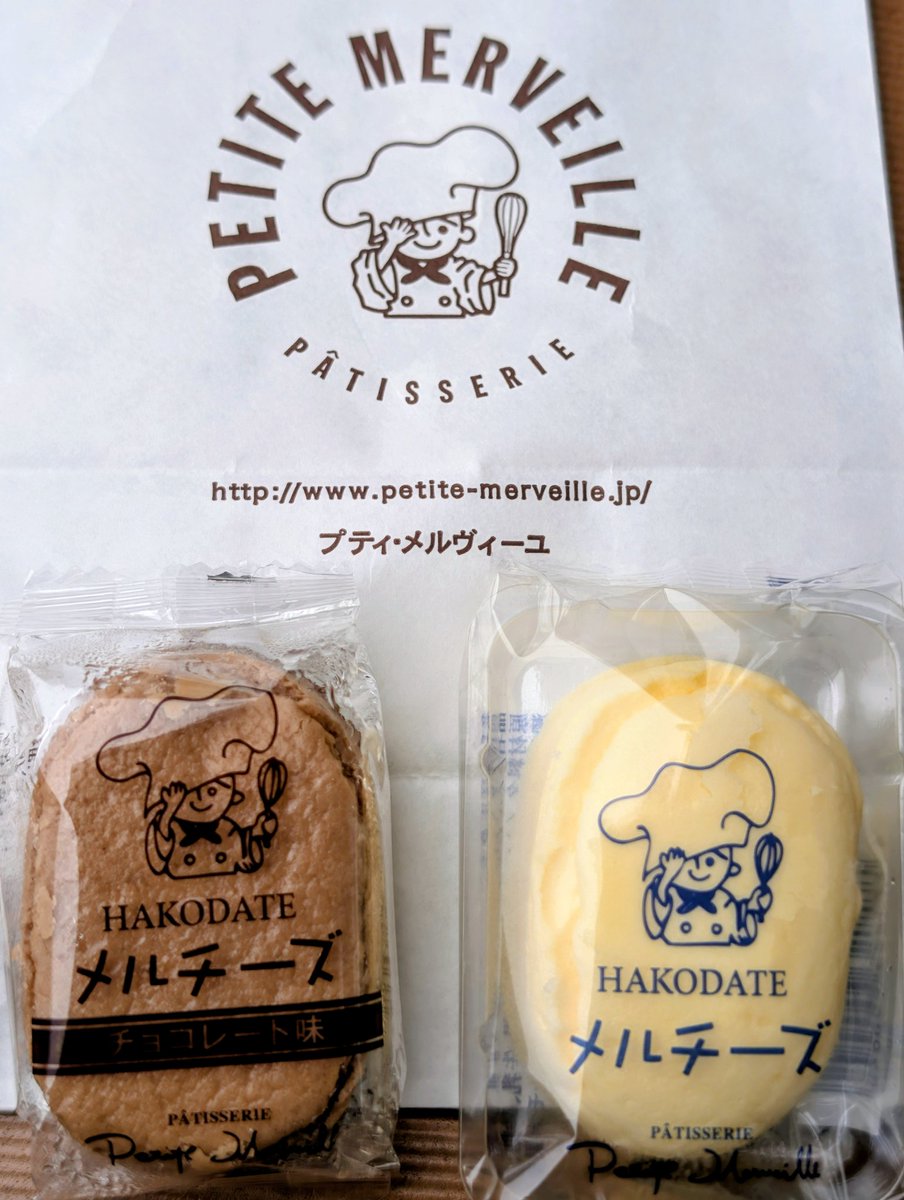 PETITE MERVEILLE
PÂTISSERIE
http://www.petite-merveille.jp/
プティ・メルヴィーユ
HAKODATE
メルチーズ
チョコレート味
PÂTISSERIE
HAKODATE
メルチーズ
PÂTISSERIE